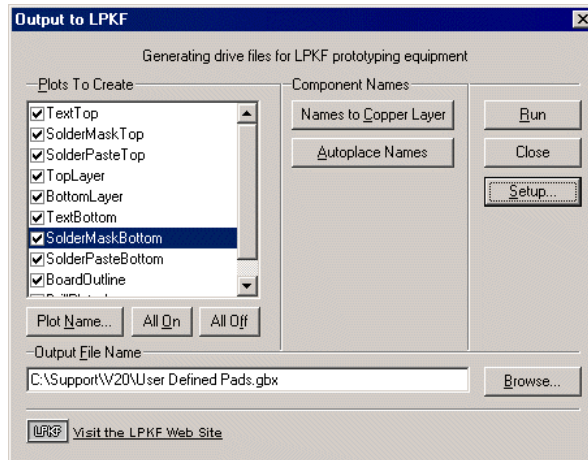 Output to LPKF
Generating drive files for LPKF prototyping equipment
Plots To Create
TextTop
SolderMaskTop
SolderPasteTop
TopLayer
BottomLayer
TextBottom
SolderMaskBottom
SolderPasteBottom
BoardOutline
Plot Name...
All On
All Off
Component Names
Names to Copper Layer
Autoplace Names
Run
Close
Setup...
Output File Name
C:\Support\V20\User Defined Pads.gbx
Browse...
LPKF Visit the LPKF Web Site